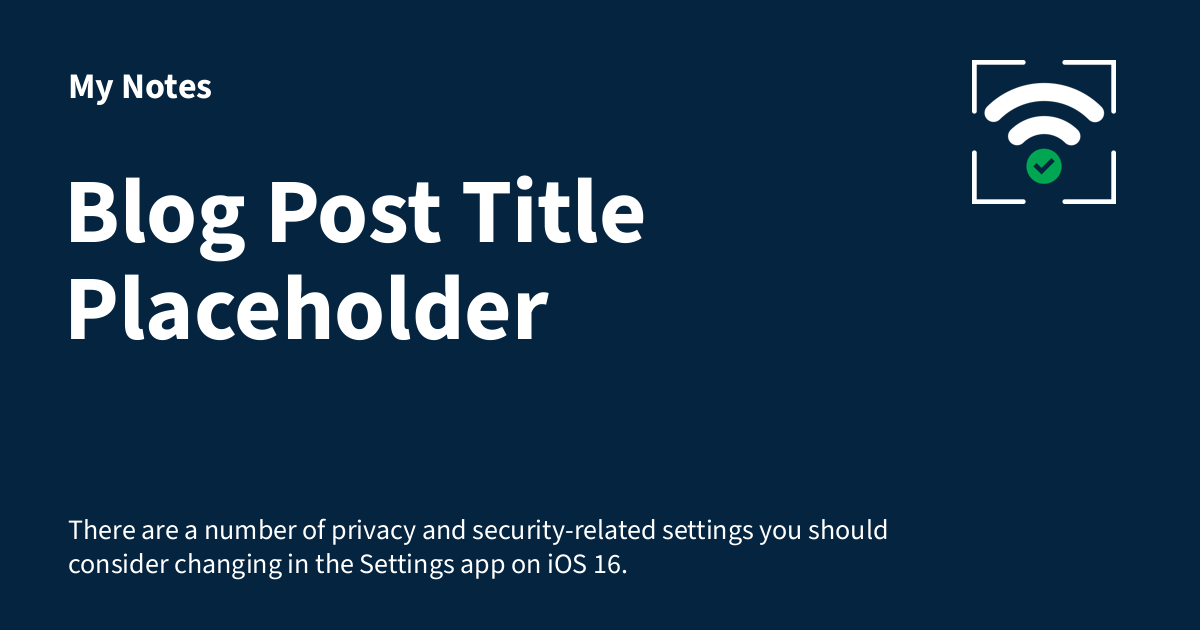 My Notes
Blog Post Title
Placeholder
There are a number of privacy and security-related settings you should
consider changing in the Settings app on iOS 16.